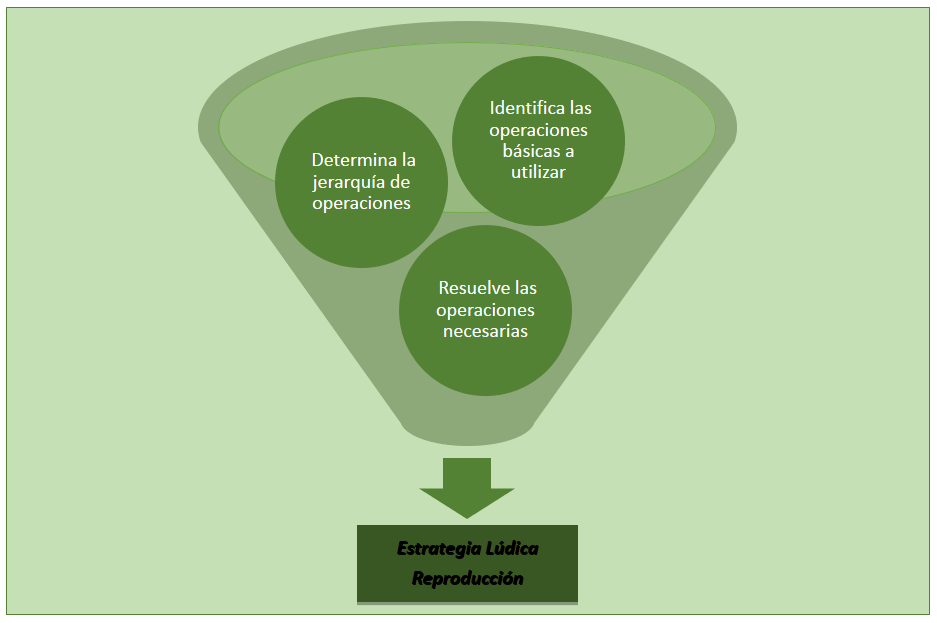 Identifica las
operaciones
básicas a
utilizar
Determina la
jerarquía de
operaciones
Resuelve las
operaciones
necesarias
Estrategia Lúdica
Reproducción